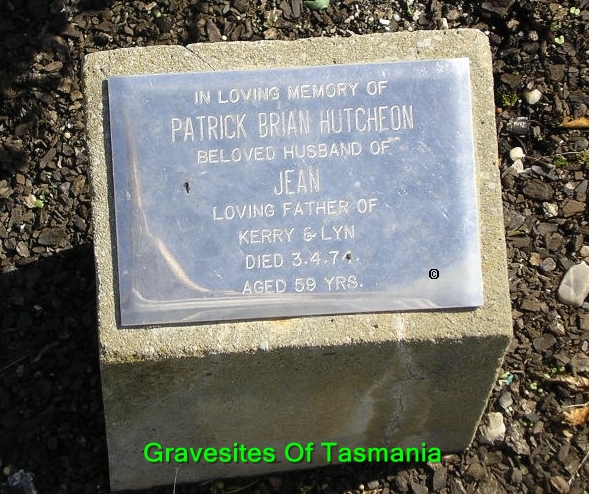 IN LOVING MEMORY OF
PATRICK BRIAN HUTCHEON
BELOVED HUSBAND OF
JEAN
LOVING FATHER OF
KERRY & LYN
DIED 3.4.74.
AGED 59 YRS.
©
Gravesites Of Tasmania